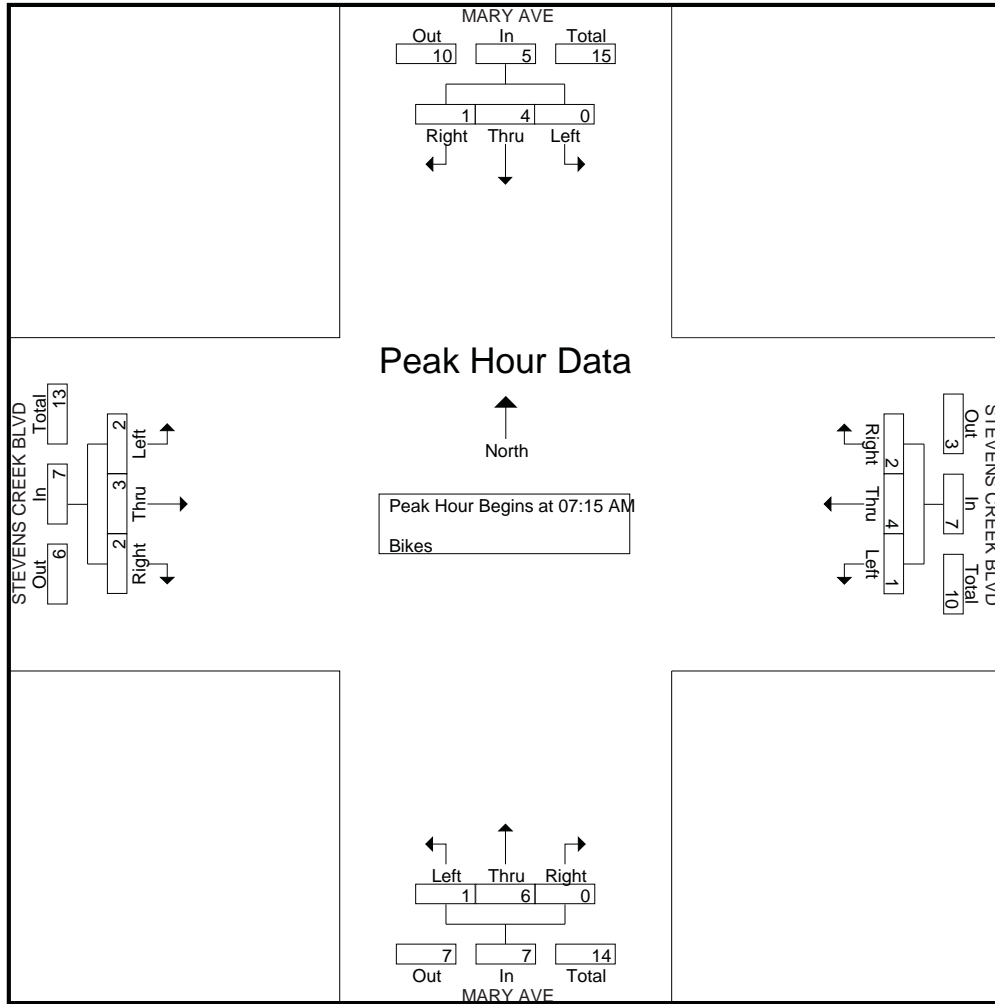 MARY AVE
Out In Total
10 5 15
1 4 0
Right Thru Left
Peak Hour Data
North
Peak Hour Begins at 07:15 AM
Bikes
STEVENS CREEK BLVD
Out In Total
6 7 13
Left Thru Right
2 3 2
STEVENS CREEK BLVD
Out In Total
3 7 10
Right Thru Left
2 4 1
Left Thru Right
1 6 0
7 7 14
Out In Total
MARY AVE